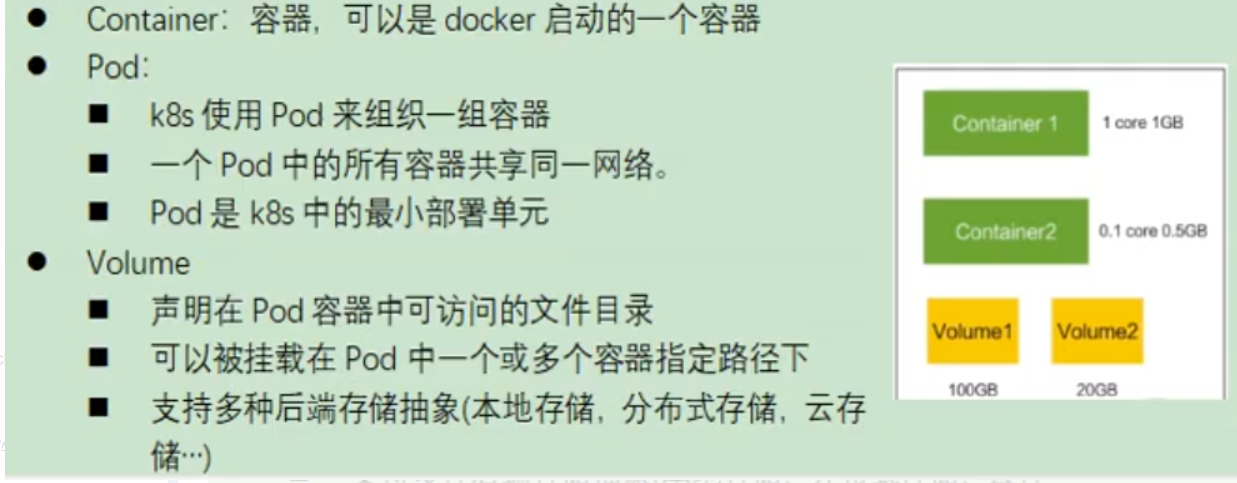 ● Container：容器，可以是 docker 启动的一个容器
● Pod：
■ k8s 使用 Pod 来组织一组容器
■ 一个 Pod 中的所有容器共享同一网络。
■ Pod 是 k8s 中的最小部署单元
● Volume
■ 声明在 Pod 容器中可访问的文件目录
■ 可以被挂载在 Pod 中一个或多个容器指定路径下
■ 支持多种后端存储抽象(本地存储，分布式存储，云存
储…)
Container 1 1 core 1GB
Container2 0.1 core 0.5GB
Volume1 Volume2
100GB 20GB